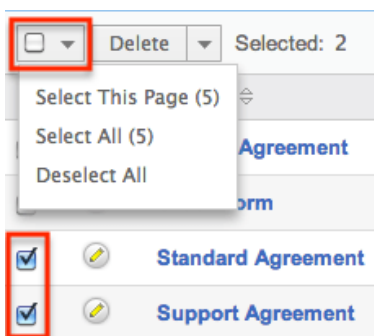 Delete Selected: 2
Select This Page (5)
Select All (5)
Agreement
Deselect All
orm
Standard Agreement
Support Agreement